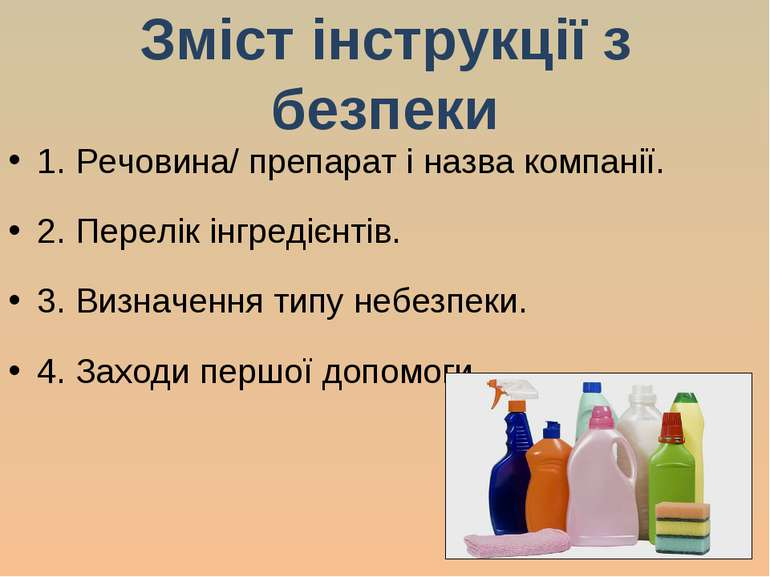 Зміст інструкції з
безпеки
• 1. Речовина/ препарат і назва компанії.
• 2. Перелік інгредієнтів.
• 3. Визначення типу небезпеки.
• 4. Заходи першої допомоги